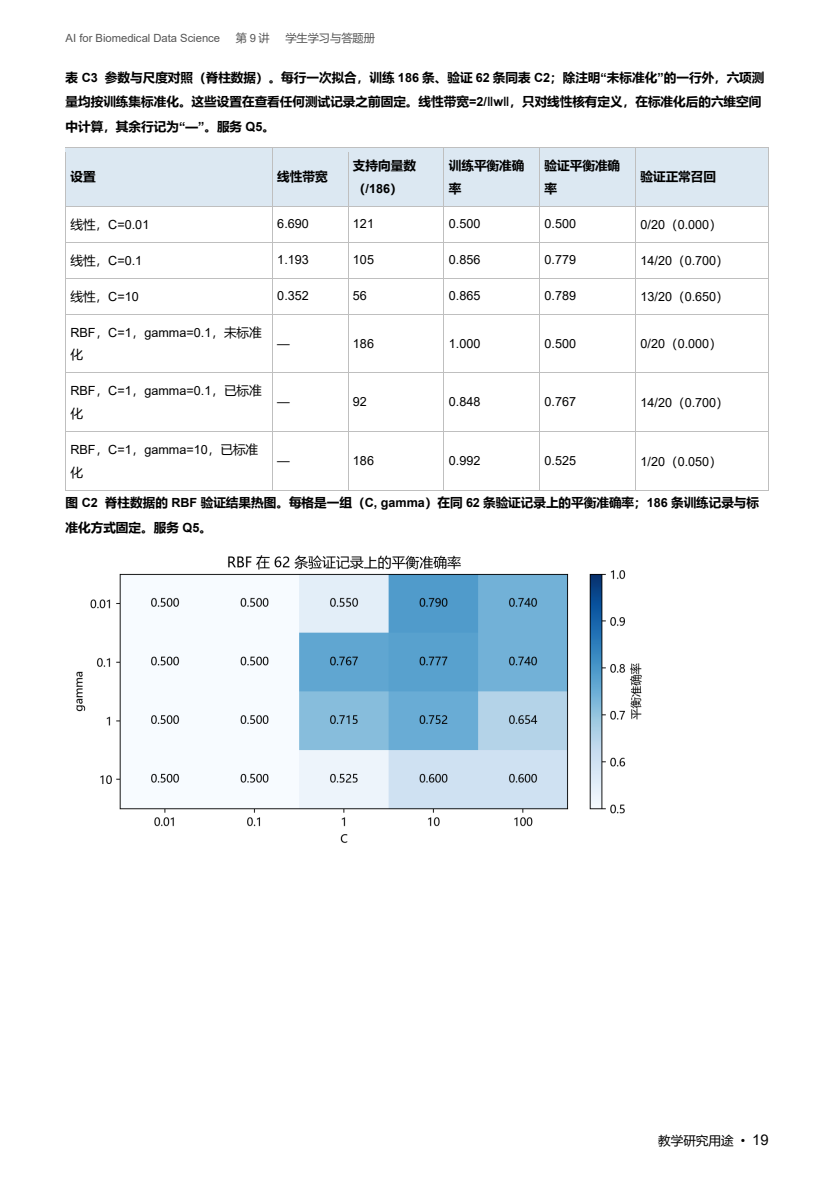 AI for Biomedical Data Science 第 9 讲 学生学习与答题册
表 C3 参数与尺度对照（脊柱数据）。每行一次拟合，训练 186 条、验证 62 条同表 C2；除注明“未标准化”的一行外，六项测
量均按训练集标准化。这些设置在查看任何测试记录之前固定。线性带宽=2/‖w‖，只对线性核有定义，在标准化后的六维空间
中计算，其余行记为“—”。服务 Q5。
设置 线性带宽 支持向量数（/186） 训练平衡准确率 验证平衡准确率 验证正常召回
线性，C=0.01 6.690 121 0.500 0.500 0/20（0.000）
线性，C=0.1 1.193 105 0.856 0.779 14/20（0.700）
线性，C=10 0.352 56 0.865 0.789 13/20（0.650）
RBF，C=1，gamma=0.1，未标准化 — 186 1.000 0.500 0/20（0.000）
RBF，C=1，gamma=0.1，已标准化 — 92 0.848 0.767 14/20（0.700）
RBF，C=1，gamma=10，已标准化 — 186 0.992 0.525 1/20（0.050）
图 C2 脊柱数据的 RBF 验证结果热图。每格是一组（C, gamma）在同 62 条验证记录上的平衡准确率；186 条训练记录与标
准化方式固定。服务 Q5。
RBF 在 62 条验证记录上的平衡准确率
gamma
0.01 0.500 0.500 0.550 0.790 0.740
0.1 0.500 0.500 0.767 0.777 0.740
1 0.500 0.500 0.715 0.752 0.654
10 0.500 0.500 0.525 0.600 0.600
0.01 0.1 1 10 100
C
1.0
0.9
0.8
0.7
0.6
0.5
平衡准确率
教学研究用途 • 19